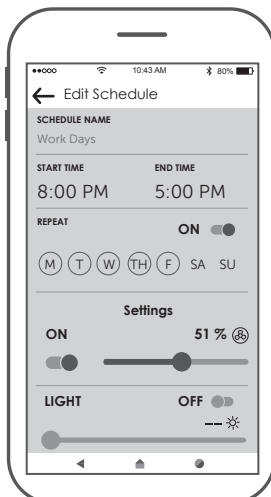 10:43 AM 80%
Edit Schedule
SCHEDULE NAME
Work Days
START TIME END TIME
8:00 PM 5:00 PM
REPEAT ON
M T W TH F SA SU
Settings
ON 51 %
LIGHT OFF
--